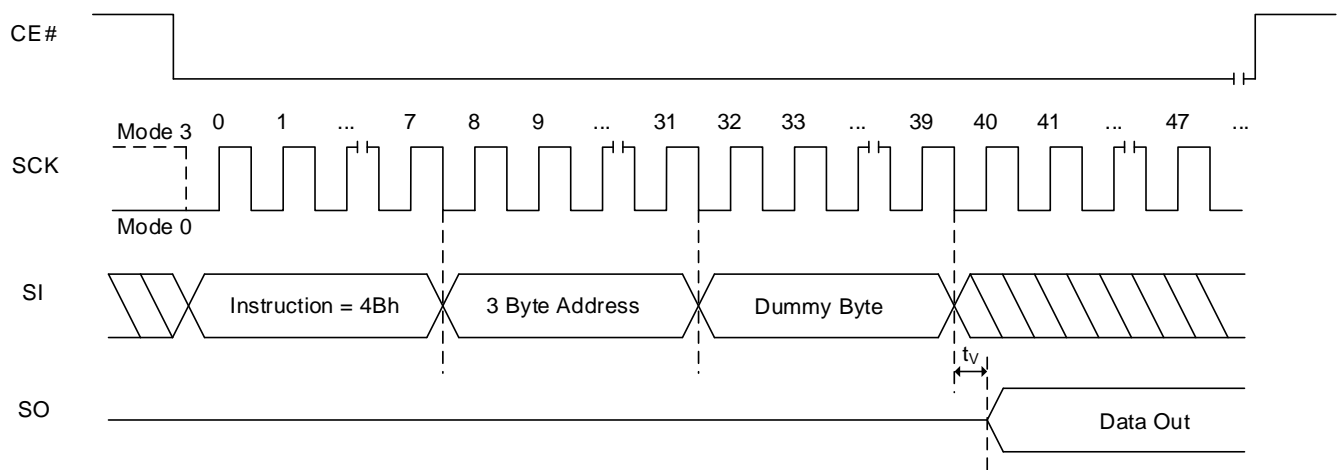 CE#
0 1 ... 7 8 9 ... 31 32 33 ... 39 40 41 ... 47 ...
Mode 3
SCK
Mode 0
SI
Instruction = 4Bh
3 Byte Address
Dummy Byte
tV
SO
Data Out